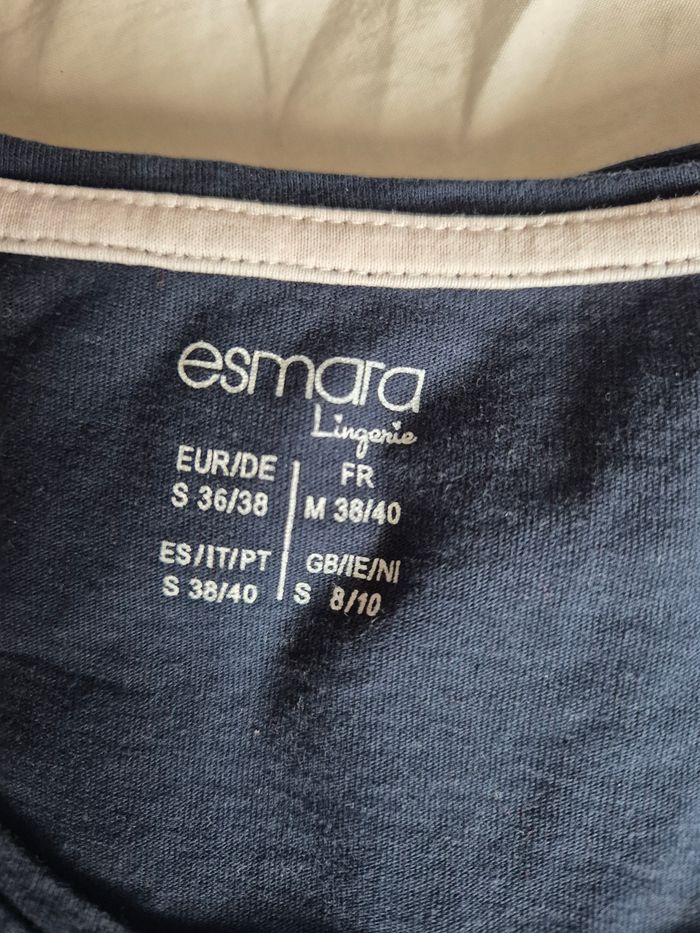 esmara
Lingerie
EUR/DE
S 36/38
FR
M 38/40
ES/IT/PT
S 38/40
GB/IE/NI
S 8/10